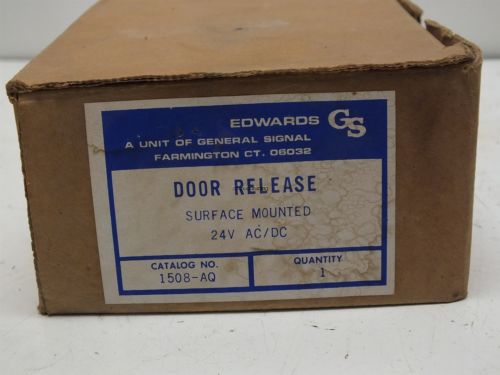 EDWARDS GS
A UNIT OF GENERAL SIGNAL
FARMINGTON CT. 06032
DOOR RELEASE
SURFACE MOUNTED
24V AC/DC
CATALOG NO.
1508-AQ
QUANTITY
1